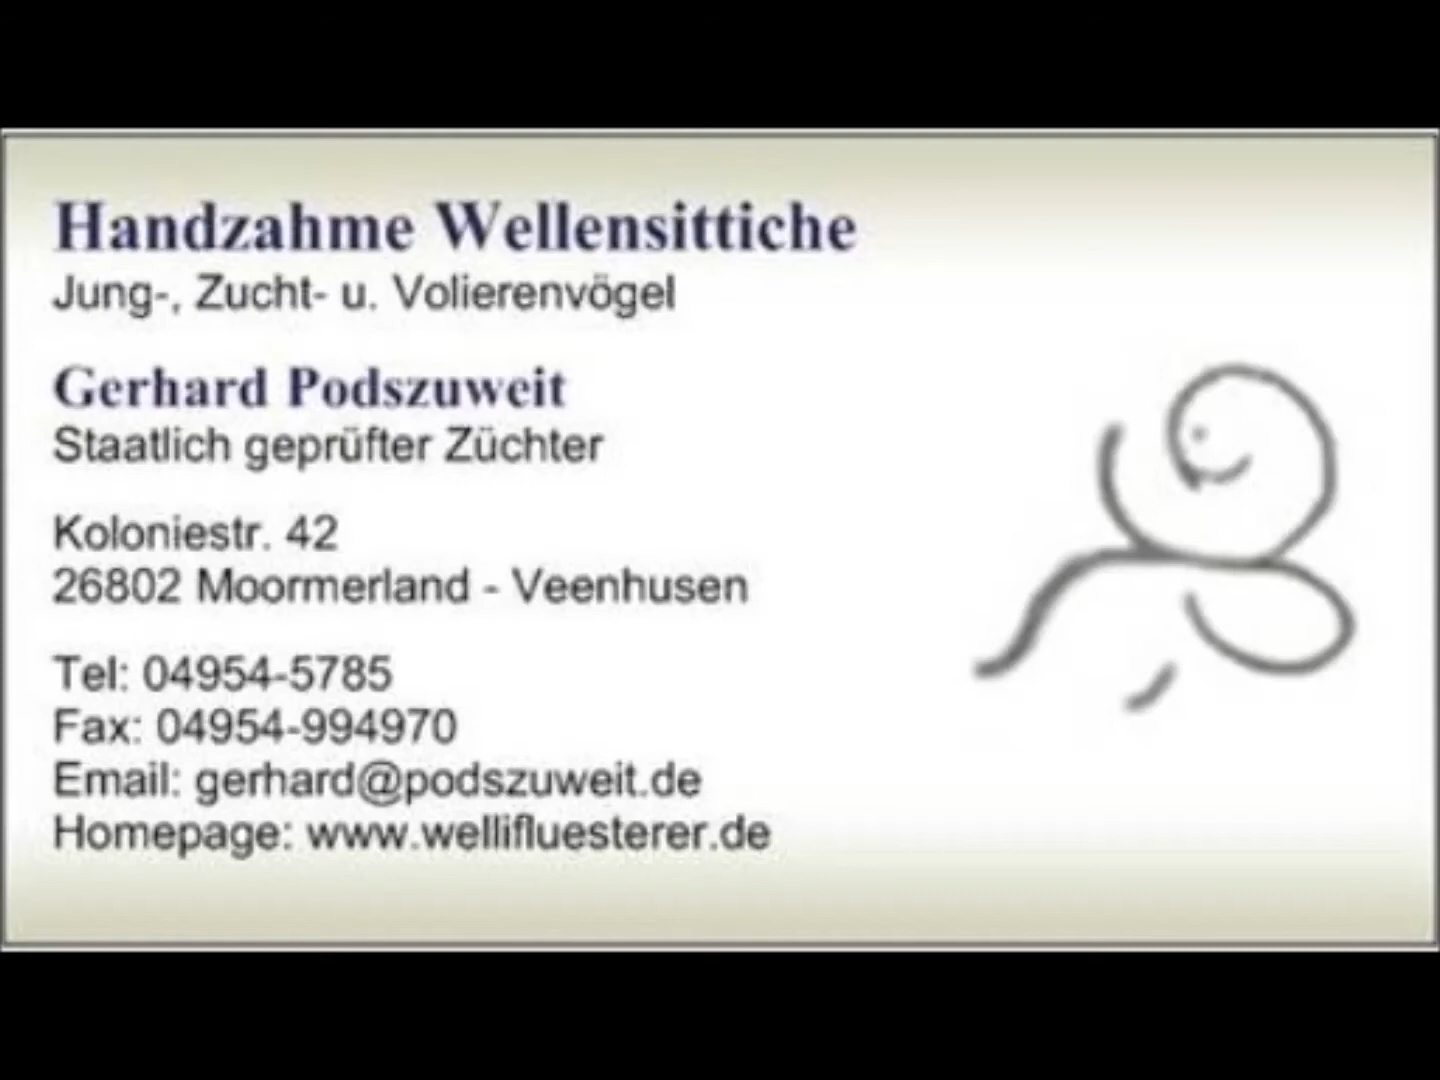 Handzahme Wellensittiche
Jung-, Zucht- u. Volierenvögel
Gerhard Podszuweit
Staatlich geprüfter Züchter
Koloniestr. 42
26802 Moormerland - Veenhusen
Tel: 04954-5785
Fax: 04954-994970
Email: gerhard@podszuweit.de
Homepage: www.wellifluesterer.de